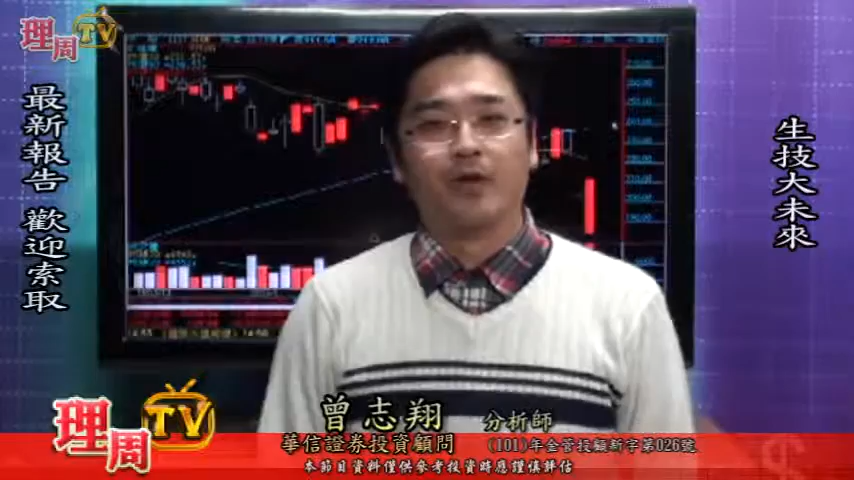 理周TV
最新報告 歡迎索取
生技大未來
理周TV
曾志翔 分析師
華信證券投資顧問 (101)年金管投顧新字第026號
本節目資料僅供參考投資時應謹慎評估